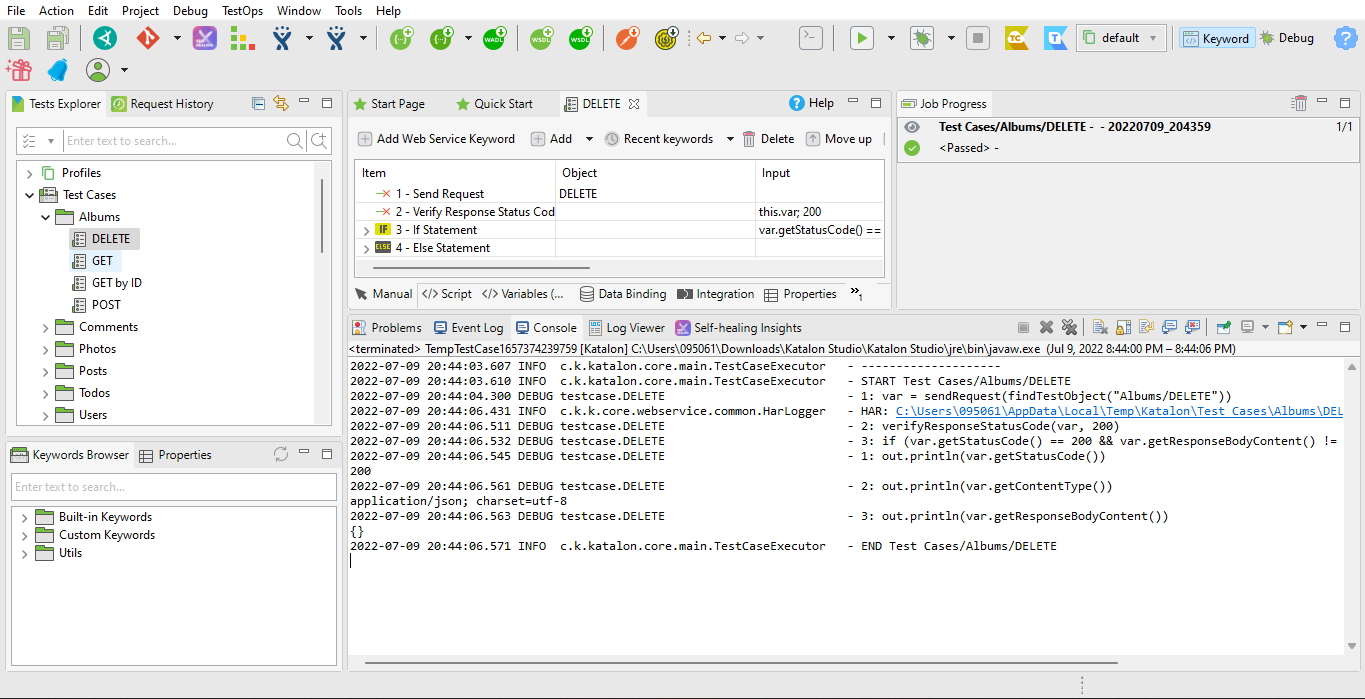 File Action Edit Project Debug TestOps Window Tools Help
default Keyword Debug
Tests Explorer Request History
Enter text to search...
Profiles
Test Cases
Albums
DELETE
GET
GET by ID
POST
Comments
Photos
Posts
Todos
Users
Keywords Browser Properties
Enter text to search...
Built-in Keywords
Custom Keywords
Utils
Start Page Quick Start DELETE Help
Add Web Service Keyword Add Recent keywords Delete Move up
Item Object Input
1 - Send Request DELETE
2 - Verify Response Status Cod this.var; 200
IF 3 - If Statement var.getStatusCode() ==
ELSE 4 - Else Statement
Manual </> Script </> Variables (... Data Binding Integration Properties »1
Job Progress
Test Cases/Albums/DELETE - - 20220709_204359 1/1
<Passed> -
Problems Event Log Console Log Viewer Self-healing Insights
<terminated> TempTestCase1657374239759 [Katalon] C:\Users\095061\Downloads\Katalon Studio\Katalon Studio\jre\bin\javaw.exe (Jul 9, 2022 8:44:00 PM – 8:44:06 PM)
2022-07-09 20:44:03.607 INFO c.k.katalon.core.main.TestCaseExecutor - --------------------
2022-07-09 20:44:03.610 INFO c.k.katalon.core.main.TestCaseExecutor - START Test Cases/Albums/DELETE
2022-07-09 20:44:04.300 DEBUG testcase.DELETE - 1: var = sendRequest(findTestObject("Albums/DELETE"))
2022-07-09 20:44:06.431 INFO c.k.k.core.webservice.common.HarLogger - HAR: C:\Users\095061\AppData\Local\Temp\Katalon\Test Cases\Albums\DEL
2022-07-09 20:44:06.511 DEBUG testcase.DELETE - 2: verifyResponseStatusCode(var, 200)
2022-07-09 20:44:06.532 DEBUG testcase.DELETE - 3: if (var.getStatusCode() == 200 && var.getResponseBodyContent() !=
2022-07-09 20:44:06.545 DEBUG testcase.DELETE - 1: out.println(var.getStatusCode())
200
2022-07-09 20:44:06.561 DEBUG testcase.DELETE - 2: out.println(var.getContentType())
application/json; charset=utf-8
2022-07-09 20:44:06.563 DEBUG testcase.DELETE - 3: out.println(var.getResponseBodyContent())
{}
2022-07-09 20:44:06.571 INFO c.k.katalon.core.main.TestCaseExecutor - END Test Cases/Albums/DELETE